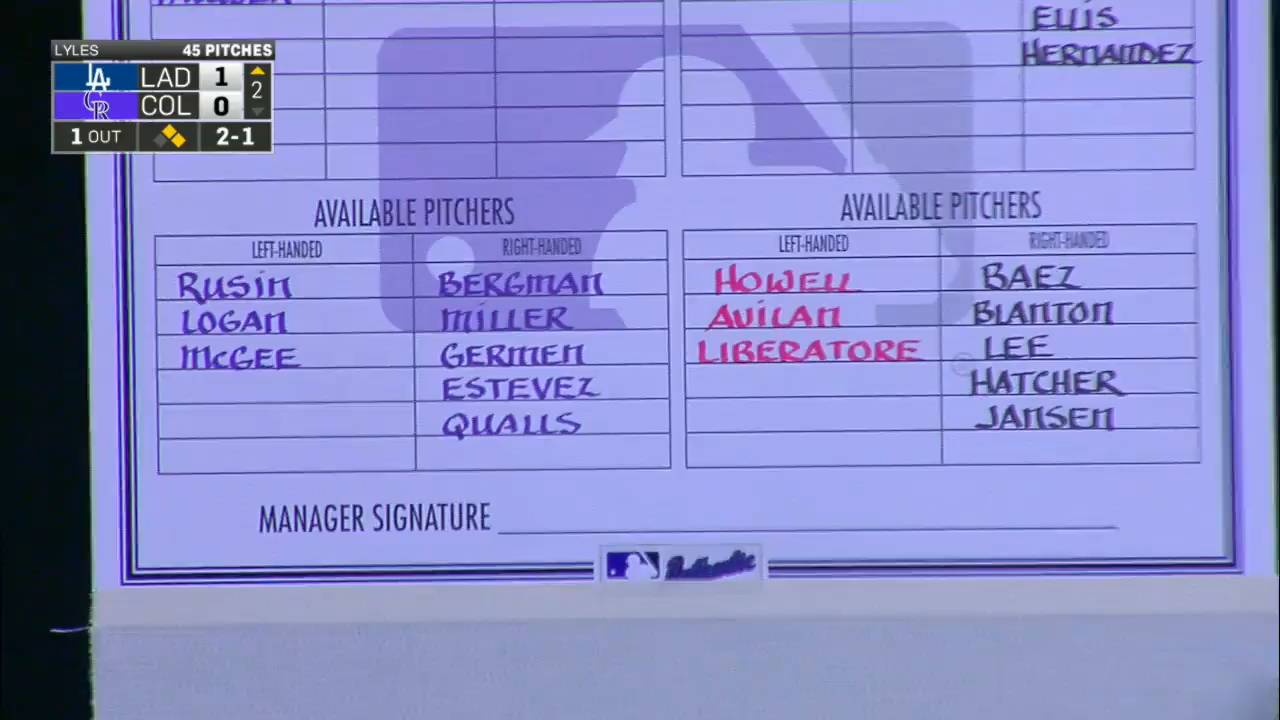 ELLIS
HERNANDEZ
LYLES 45 PITCHES
LA LAD 1 2
CR COL 0
1 OUT 2-1
AVAILABLE PITCHERS AVAILABLE PITCHERS
LEFT-HANDED RIGHT-HANDED LEFT-HANDED RIGHT-HANDED
RUSIN BERGMAN HOWELL BAEZ
LOGAN MILLER AVILAN BLANTON
McGEE GERMEN LIBERATORE LEE
ESTEVEZ HATCHER
QUALLS JANSEN
MANAGER SIGNATURE
Authentic